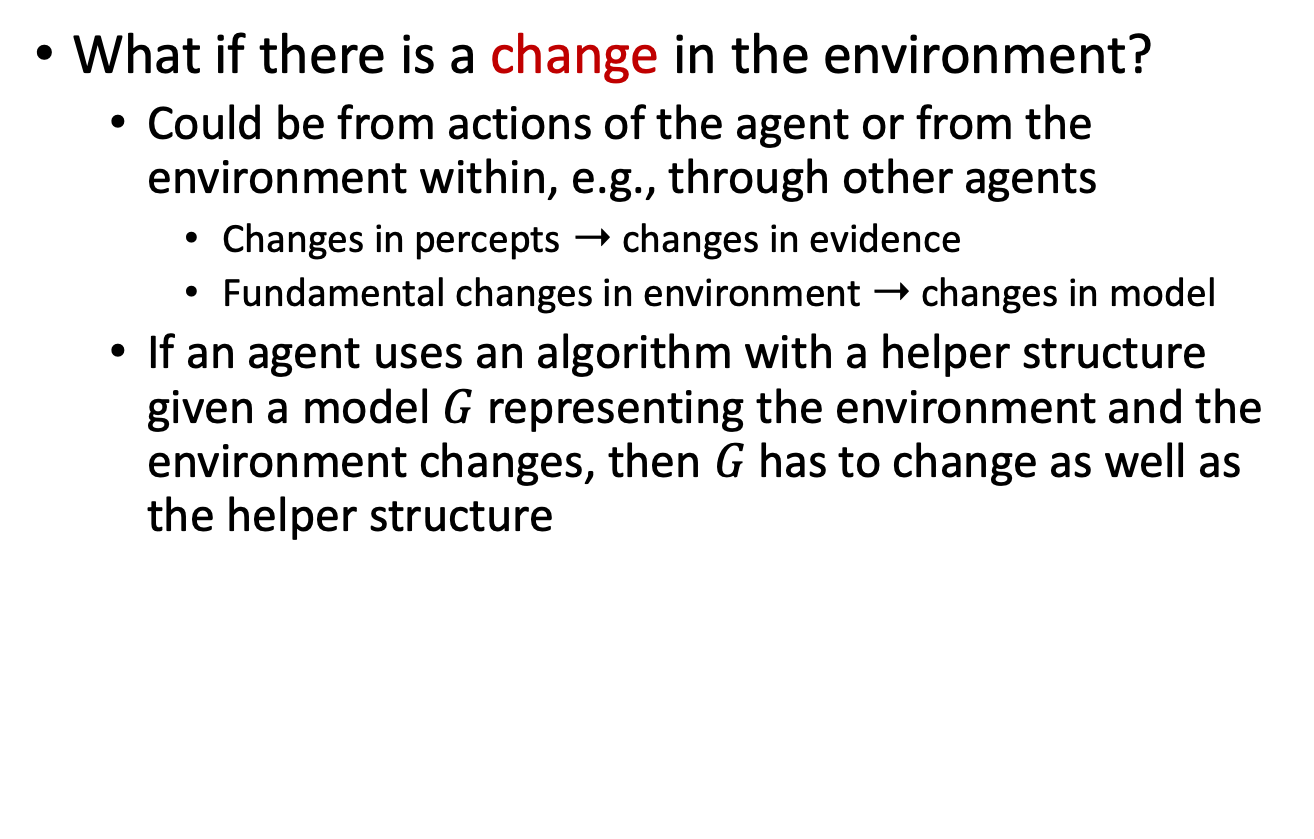 • What if there is a change in the environment?
• Could be from actions of the agent or from the
environment within, e.g., through other agents
• Changes in percepts → changes in evidence
• Fundamental changes in environment → changes in model
• If an agent uses an algorithm with a helper structure
given a model G representing the environment and the
environment changes, then G has to change as well as
the helper structure